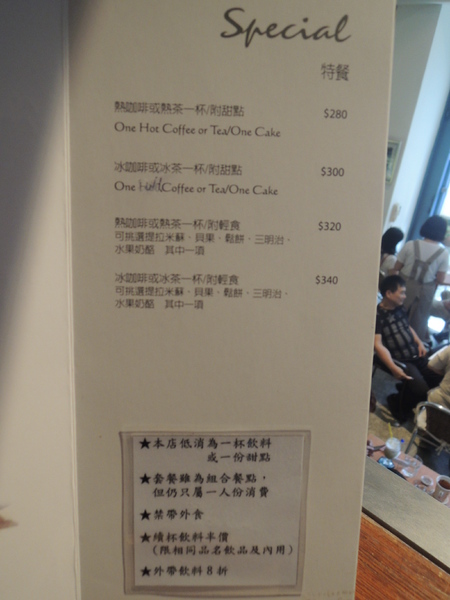 Special
特餐
熱咖啡或熱茶一杯/附甜點 $280
One Hot Coffee or Tea/One Cake
冰咖啡或冰茶一杯/附甜點 $300
One Coffee or Tea/One Cake
熱咖啡或熱茶一杯/附輕食 $320
可挑選提拉米蘇、貝果、鬆餅、三明治、
水果奶酪 其中一項
冰咖啡或冰茶一杯/附輕食 $340
可挑選提拉米蘇、貝果、鬆餅、三明治、
水果奶酪 其中一項
★本店低消為一杯飲料
或一份甜點
★套餐雖為組合餐點，
但仍只屬一人份消費
★禁帶外食
★續杯飲料半價
(限相同品名飲品及內用)
★外帶飲料8折